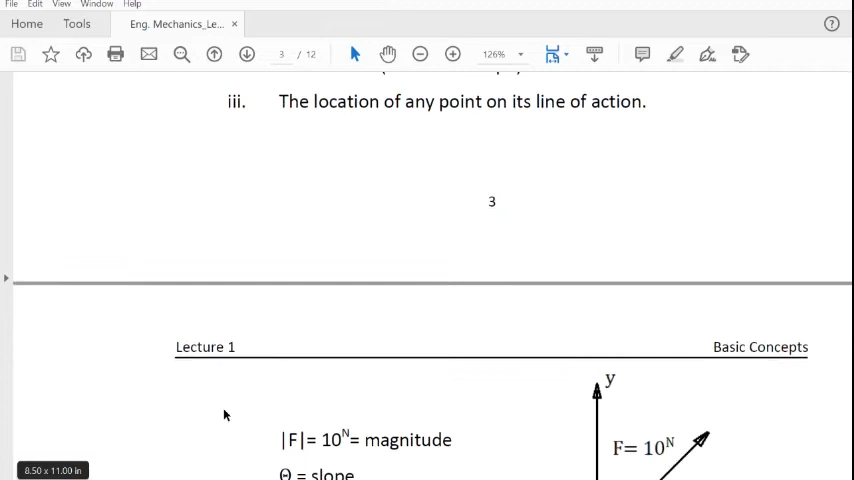 File Edit View Window Help
Home Tools Eng. Mechanics_Le... ×
3 / 12 126%
iii. The location of any point on its line of action.
3
Lecture 1 Basic Concepts
y
|F|= 10N= magnitude
F= 10N
Θ = slope
8.50 x 11.00 in